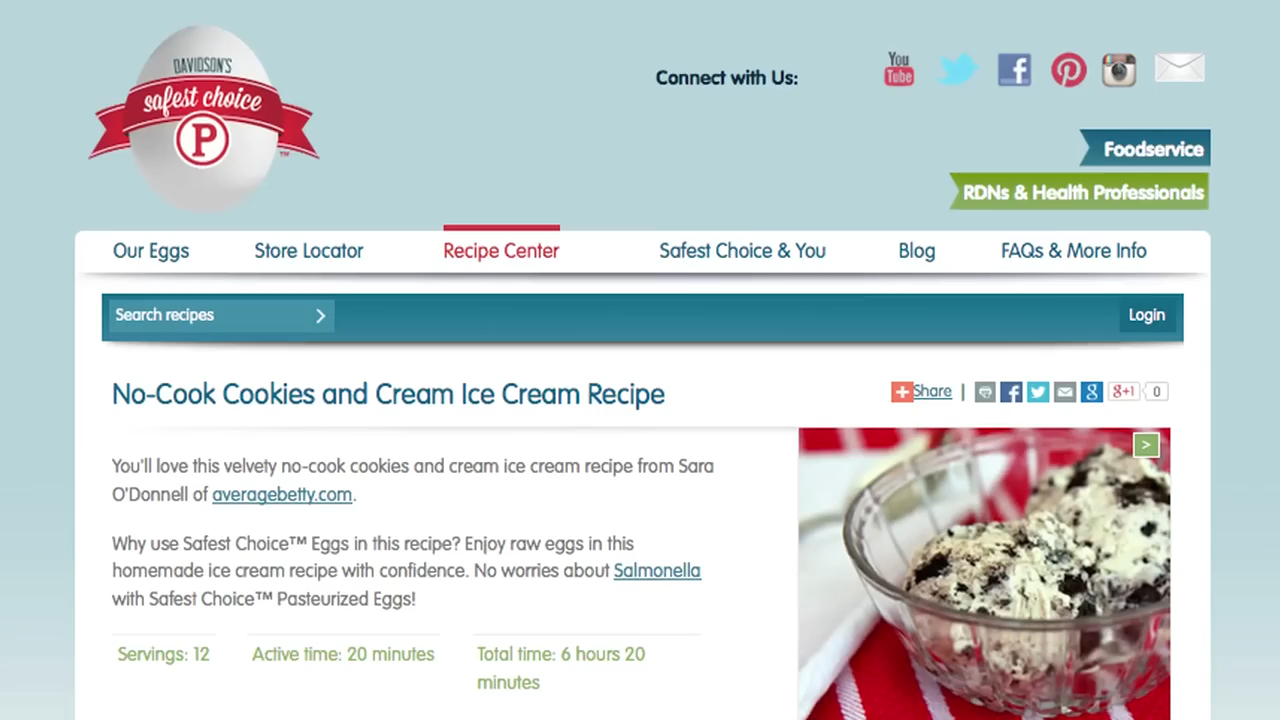 DAVIDSON'S
safest choice
P
TM
Connect with Us:
You
Tube
f
Foodservice
RDNs & Health Professionals
Our Eggs
Store Locator
Recipe Center
Safest Choice & You
Blog
FAQs & More Info
Search recipes
Login
No-Cook Cookies and Cream Ice Cream Recipe
Share |
g+1
0
You'll love this velvety no-cook cookies and cream ice cream recipe from Sara
O'Donnell of averagebetty.com.
Why use Safest Choice™ Eggs in this recipe? Enjoy raw eggs in this
homemade ice cream recipe with confidence. No worries about Salmonella
with Safest Choice™ Pasteurized Eggs!
Servings: 12
Active time: 20 minutes
Total time: 6 hours 20
minutes